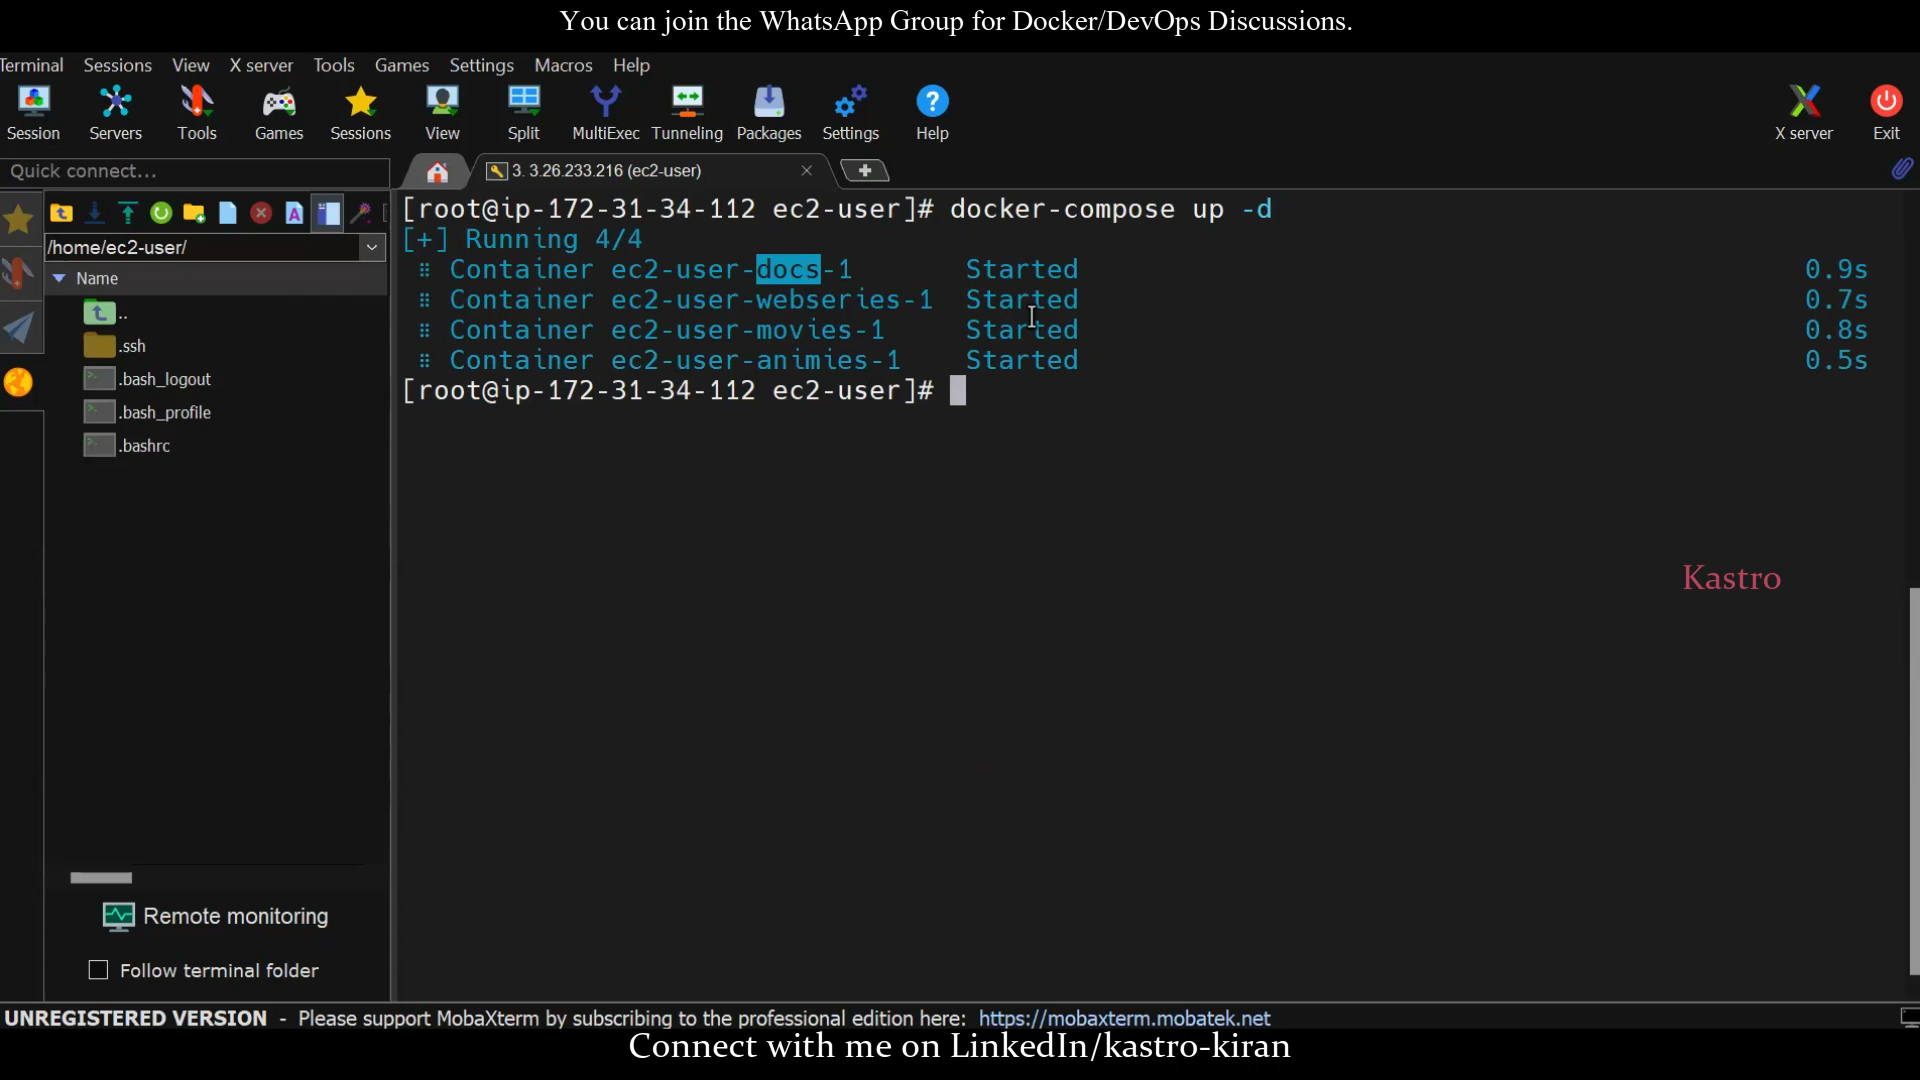 You can join the WhatsApp Group for Docker/DevOps Discussions.
Terminal Sessions View X server Tools Games Settings Macros Help
Session Servers Tools Games Sessions View Split MultiExec Tunneling Packages Settings Help X server Exit
Quick connect...
3. 3.26.233.216 (ec2-user)
/home/ec2-user/
Name
..
.ssh
.bash_logout
.bash_profile
.bashrc
[root@ip-172-31-34-112 ec2-user]# docker-compose up -d
[+] Running 4/4
⠿ Container ec2-user-docs-1 Started 0.9s
⠿ Container ec2-user-webseries-1 Started 0.7s
⠿ Container ec2-user-movies-1 Started 0.8s
⠿ Container ec2-user-animies-1 Started 0.5s
[root@ip-172-31-34-112 ec2-user]#
Kastro
Remote monitoring
Follow terminal folder
UNREGISTERED VERSION - Please support MobaXterm by subscribing to the professional edition here: https://mobaxterm.mobatek.net
Connect with me on LinkedIn/kastro-kiran